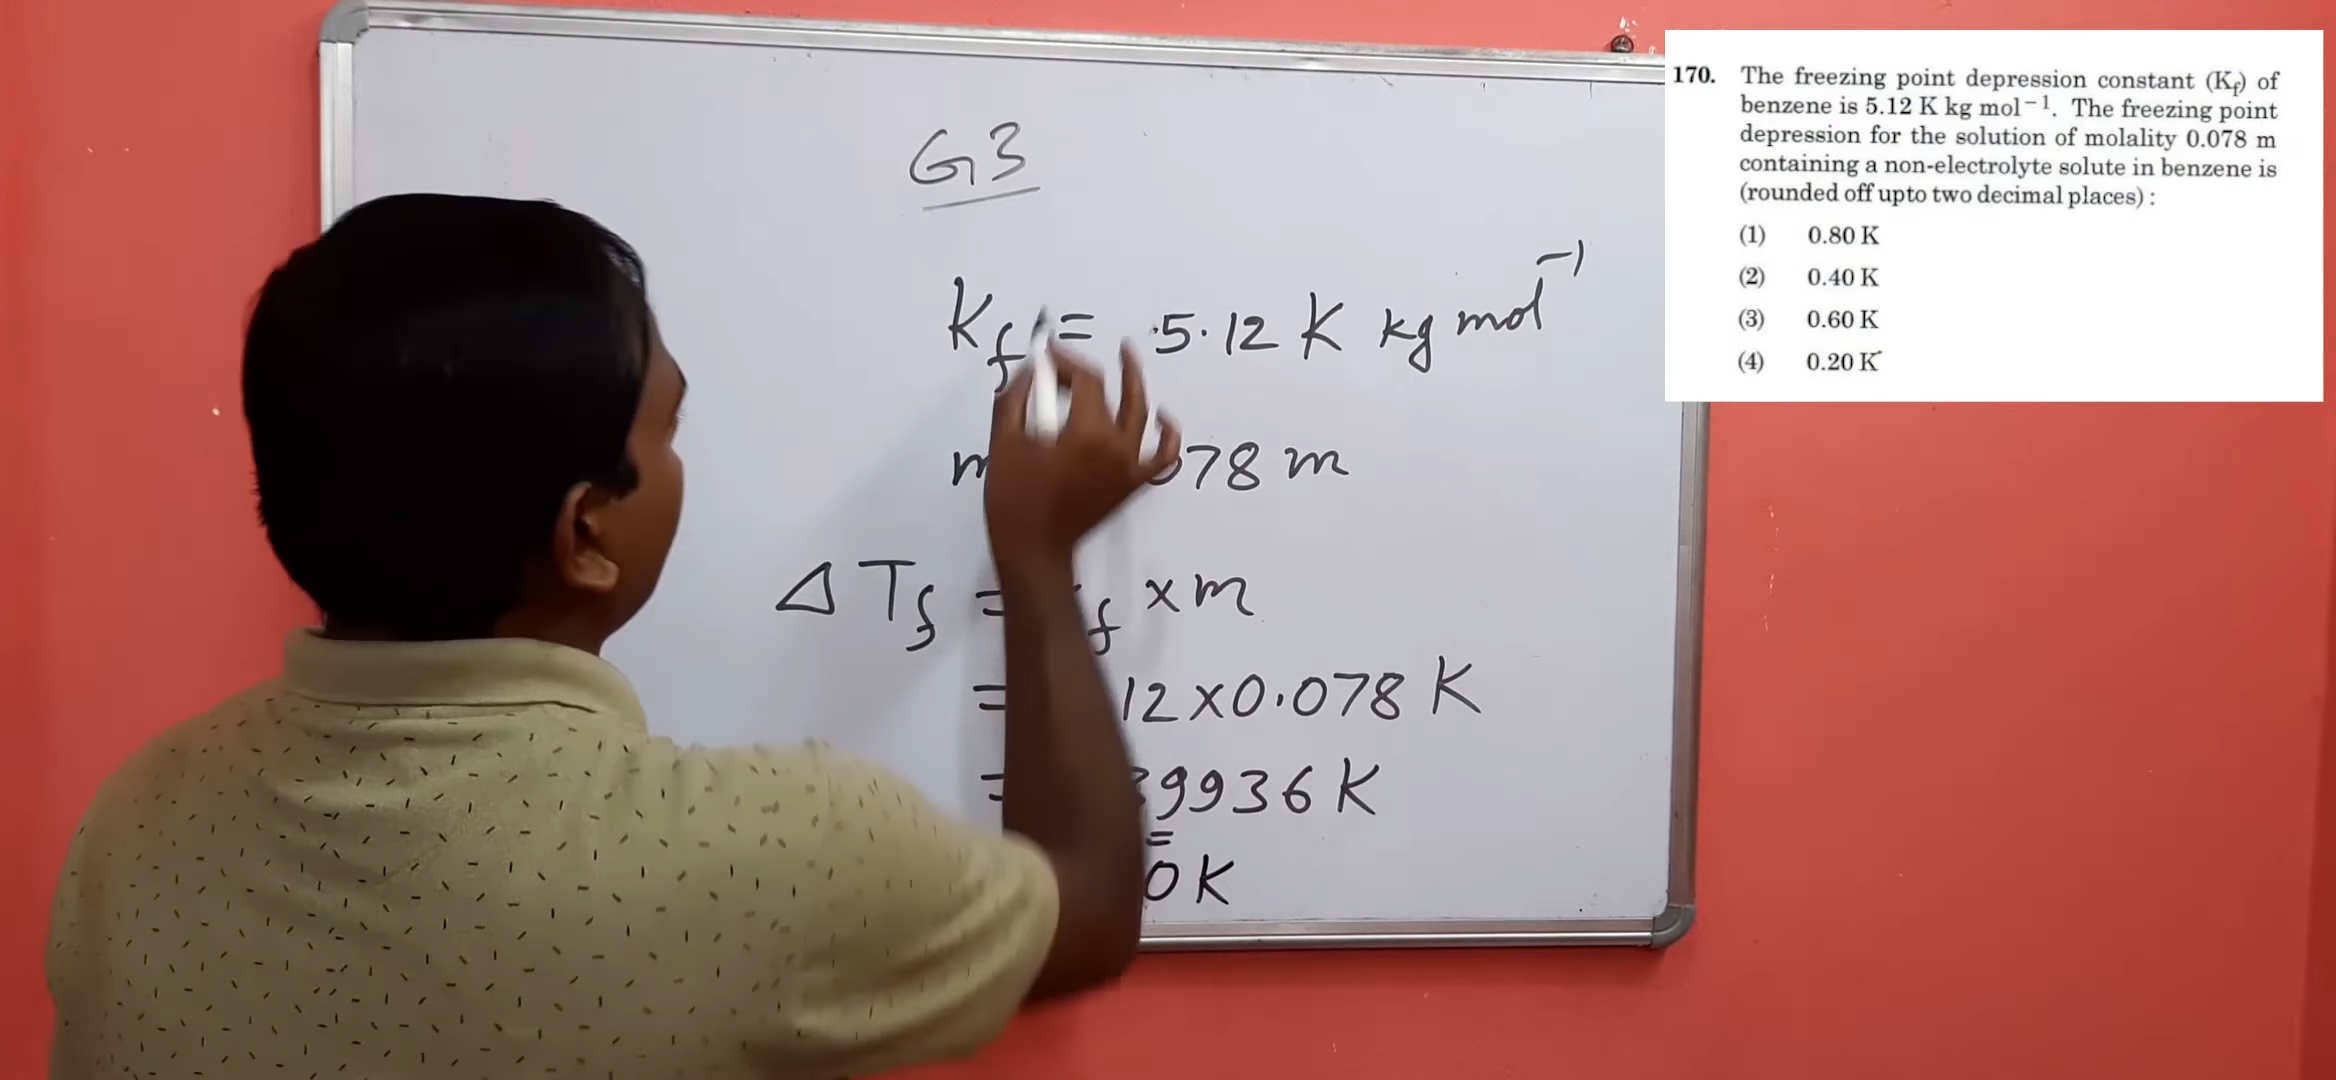 G3
Kf = 5.12 K kg mol⁻¹
m 078 m
ΔTf = f × m
= 12 × 0.078 K
= 9936 K
0 K
170. The freezing point depression constant (Kf) of
benzene is 5.12 K kg mol⁻¹. The freezing point
depression for the solution of molality 0.078 m
containing a non-electrolyte solute in benzene is
(rounded off upto two decimal places) :
(1) 0.80 K
(2) 0.40 K
(3) 0.60 K
(4) 0.20 K